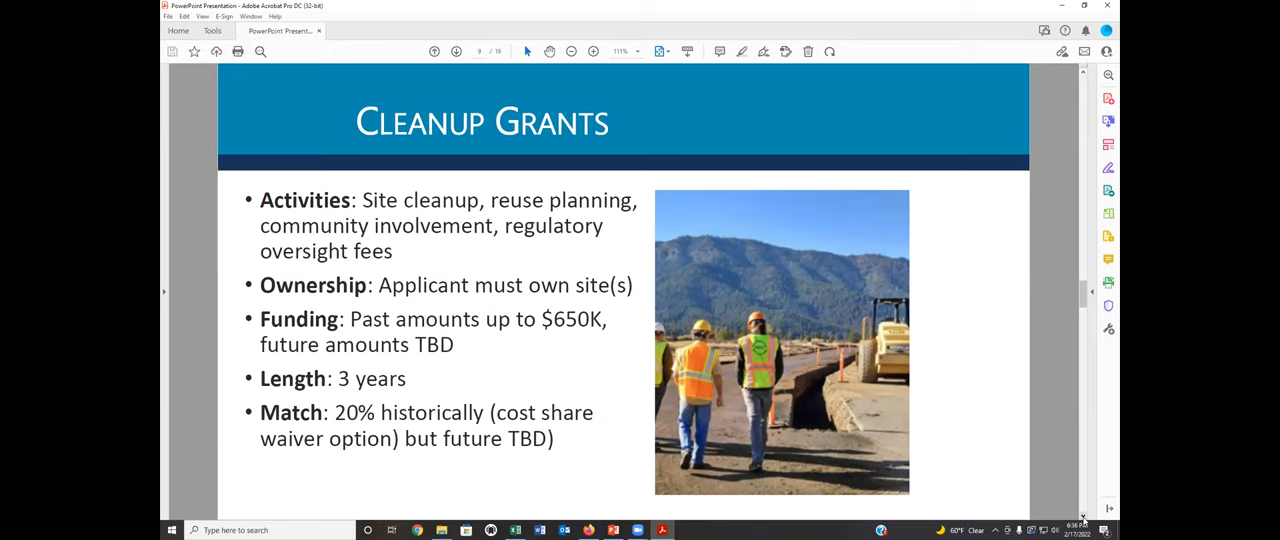 PowerPoint Presentation - Adobe Acrobat Pro DC (32-bit)
File Edit View E-Sign Window Help
Home Tools PowerPoint Present... ×
9 / 16 111%
CLEANUP GRANTS
• Activities: Site cleanup, reuse planning,
community involvement, regulatory
oversight fees
• Ownership: Applicant must own site(s)
• Funding: Past amounts up to $650K,
future amounts TBD
• Length: 3 years
• Match: 20% historically (cost share
waiver option) but future TBD)
Type here to search
60°F Clear
6:36 PM
2/17/2022